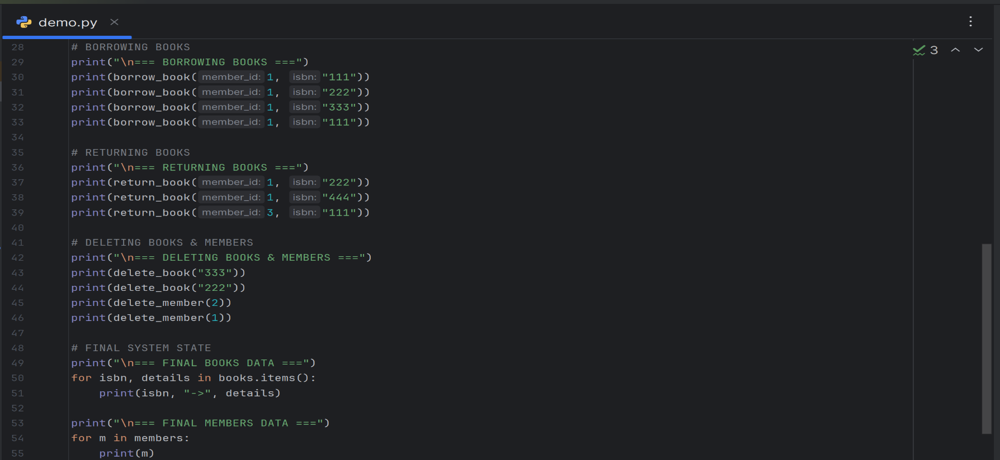 demo.py
3
28 # BORROWING BOOKS
29 print("\n=== BORROWING BOOKS ===")
30 print(borrow_book(member_id: 1, isbn: "111"))
31 print(borrow_book(member_id: 1, isbn: "222"))
32 print(borrow_book(member_id: 1, isbn: "333"))
33 print(borrow_book(member_id: 1, isbn: "111"))
34
35 # RETURNING BOOKS
36 print("\n=== RETURNING BOOKS ===")
37 print(return_book(member_id: 1, isbn: "222"))
38 print(return_book(member_id: 1, isbn: "444"))
39 print(return_book(member_id: 3, isbn: "111"))
40
41 # DELETING BOOKS & MEMBERS
42 print("\n=== DELETING BOOKS & MEMBERS ===")
43 print(delete_book("333"))
44 print(delete_book("222"))
45 print(delete_member(2))
46 print(delete_member(1))
47
48 # FINAL SYSTEM STATE
49 print("\n=== FINAL BOOKS DATA ===")
50 for isbn, details in books.items():
51     print(isbn, "->", details)
52
53 print("\n=== FINAL MEMBERS DATA ===")
54 for m in members:
55     print(m)